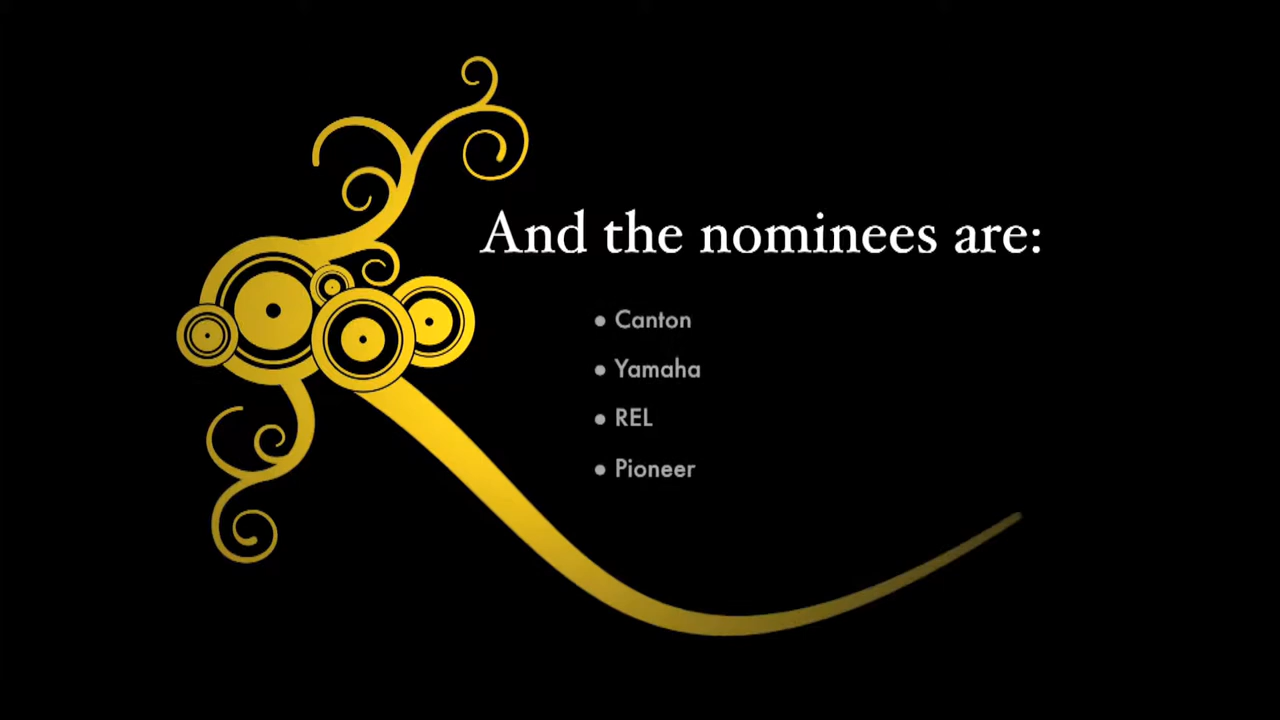 And the nominees are:
• Canton
• Yamaha
• REL
• Pioneer